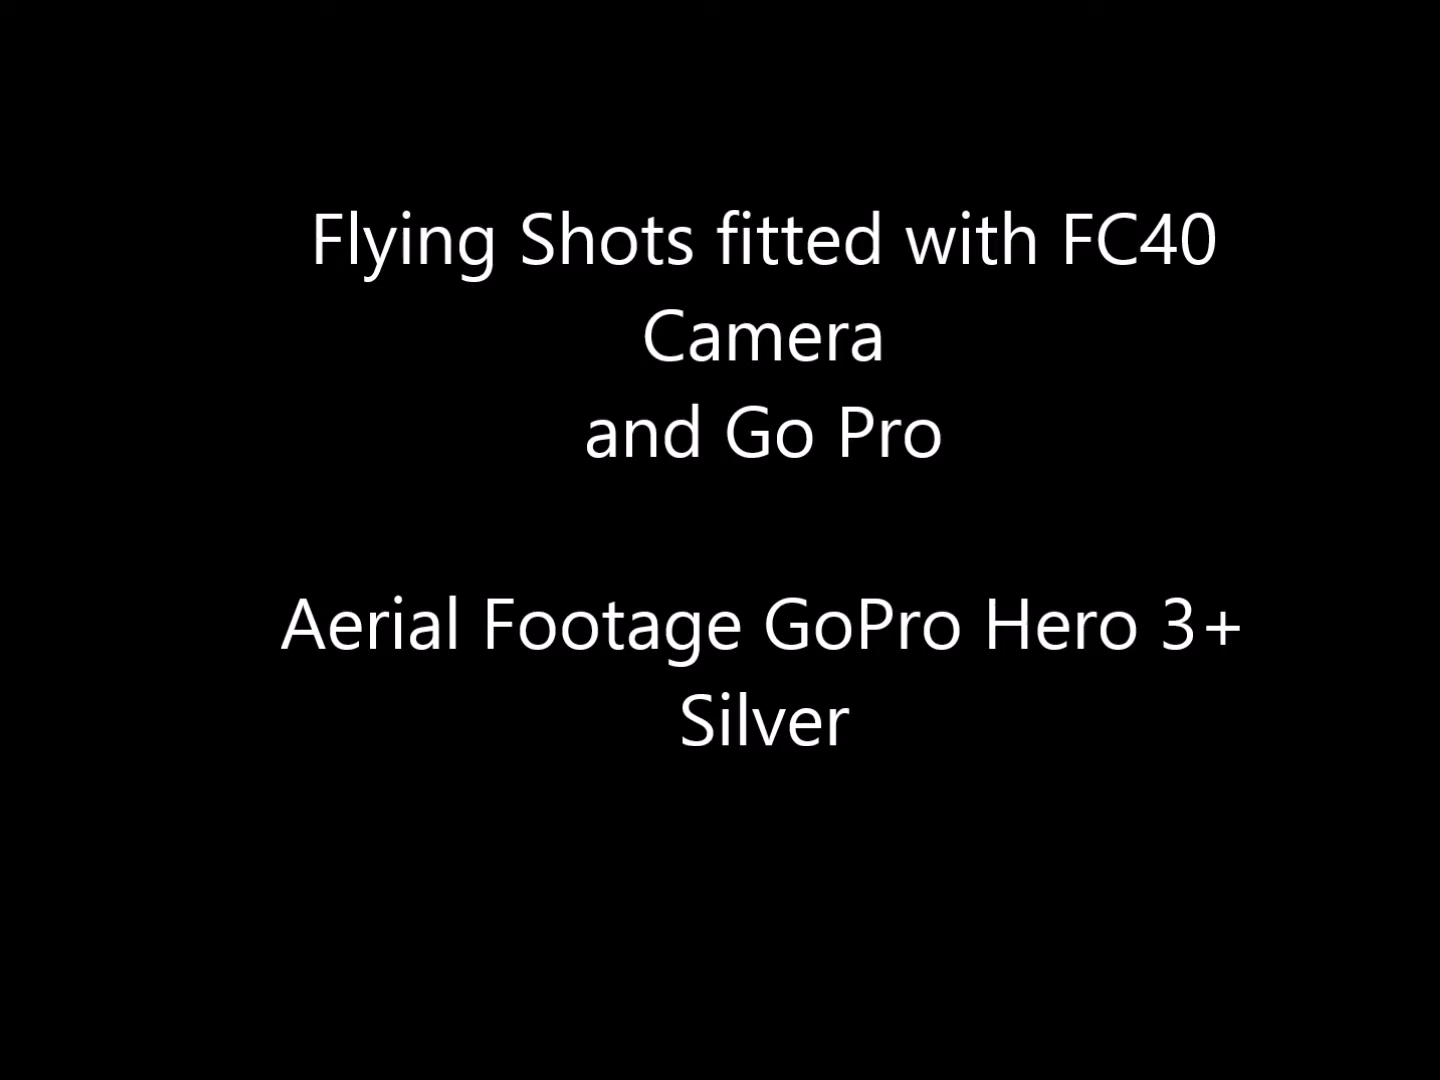 Flying Shots fitted with FC40
Camera
and Go Pro
Aerial Footage GoPro Hero 3+
Silver